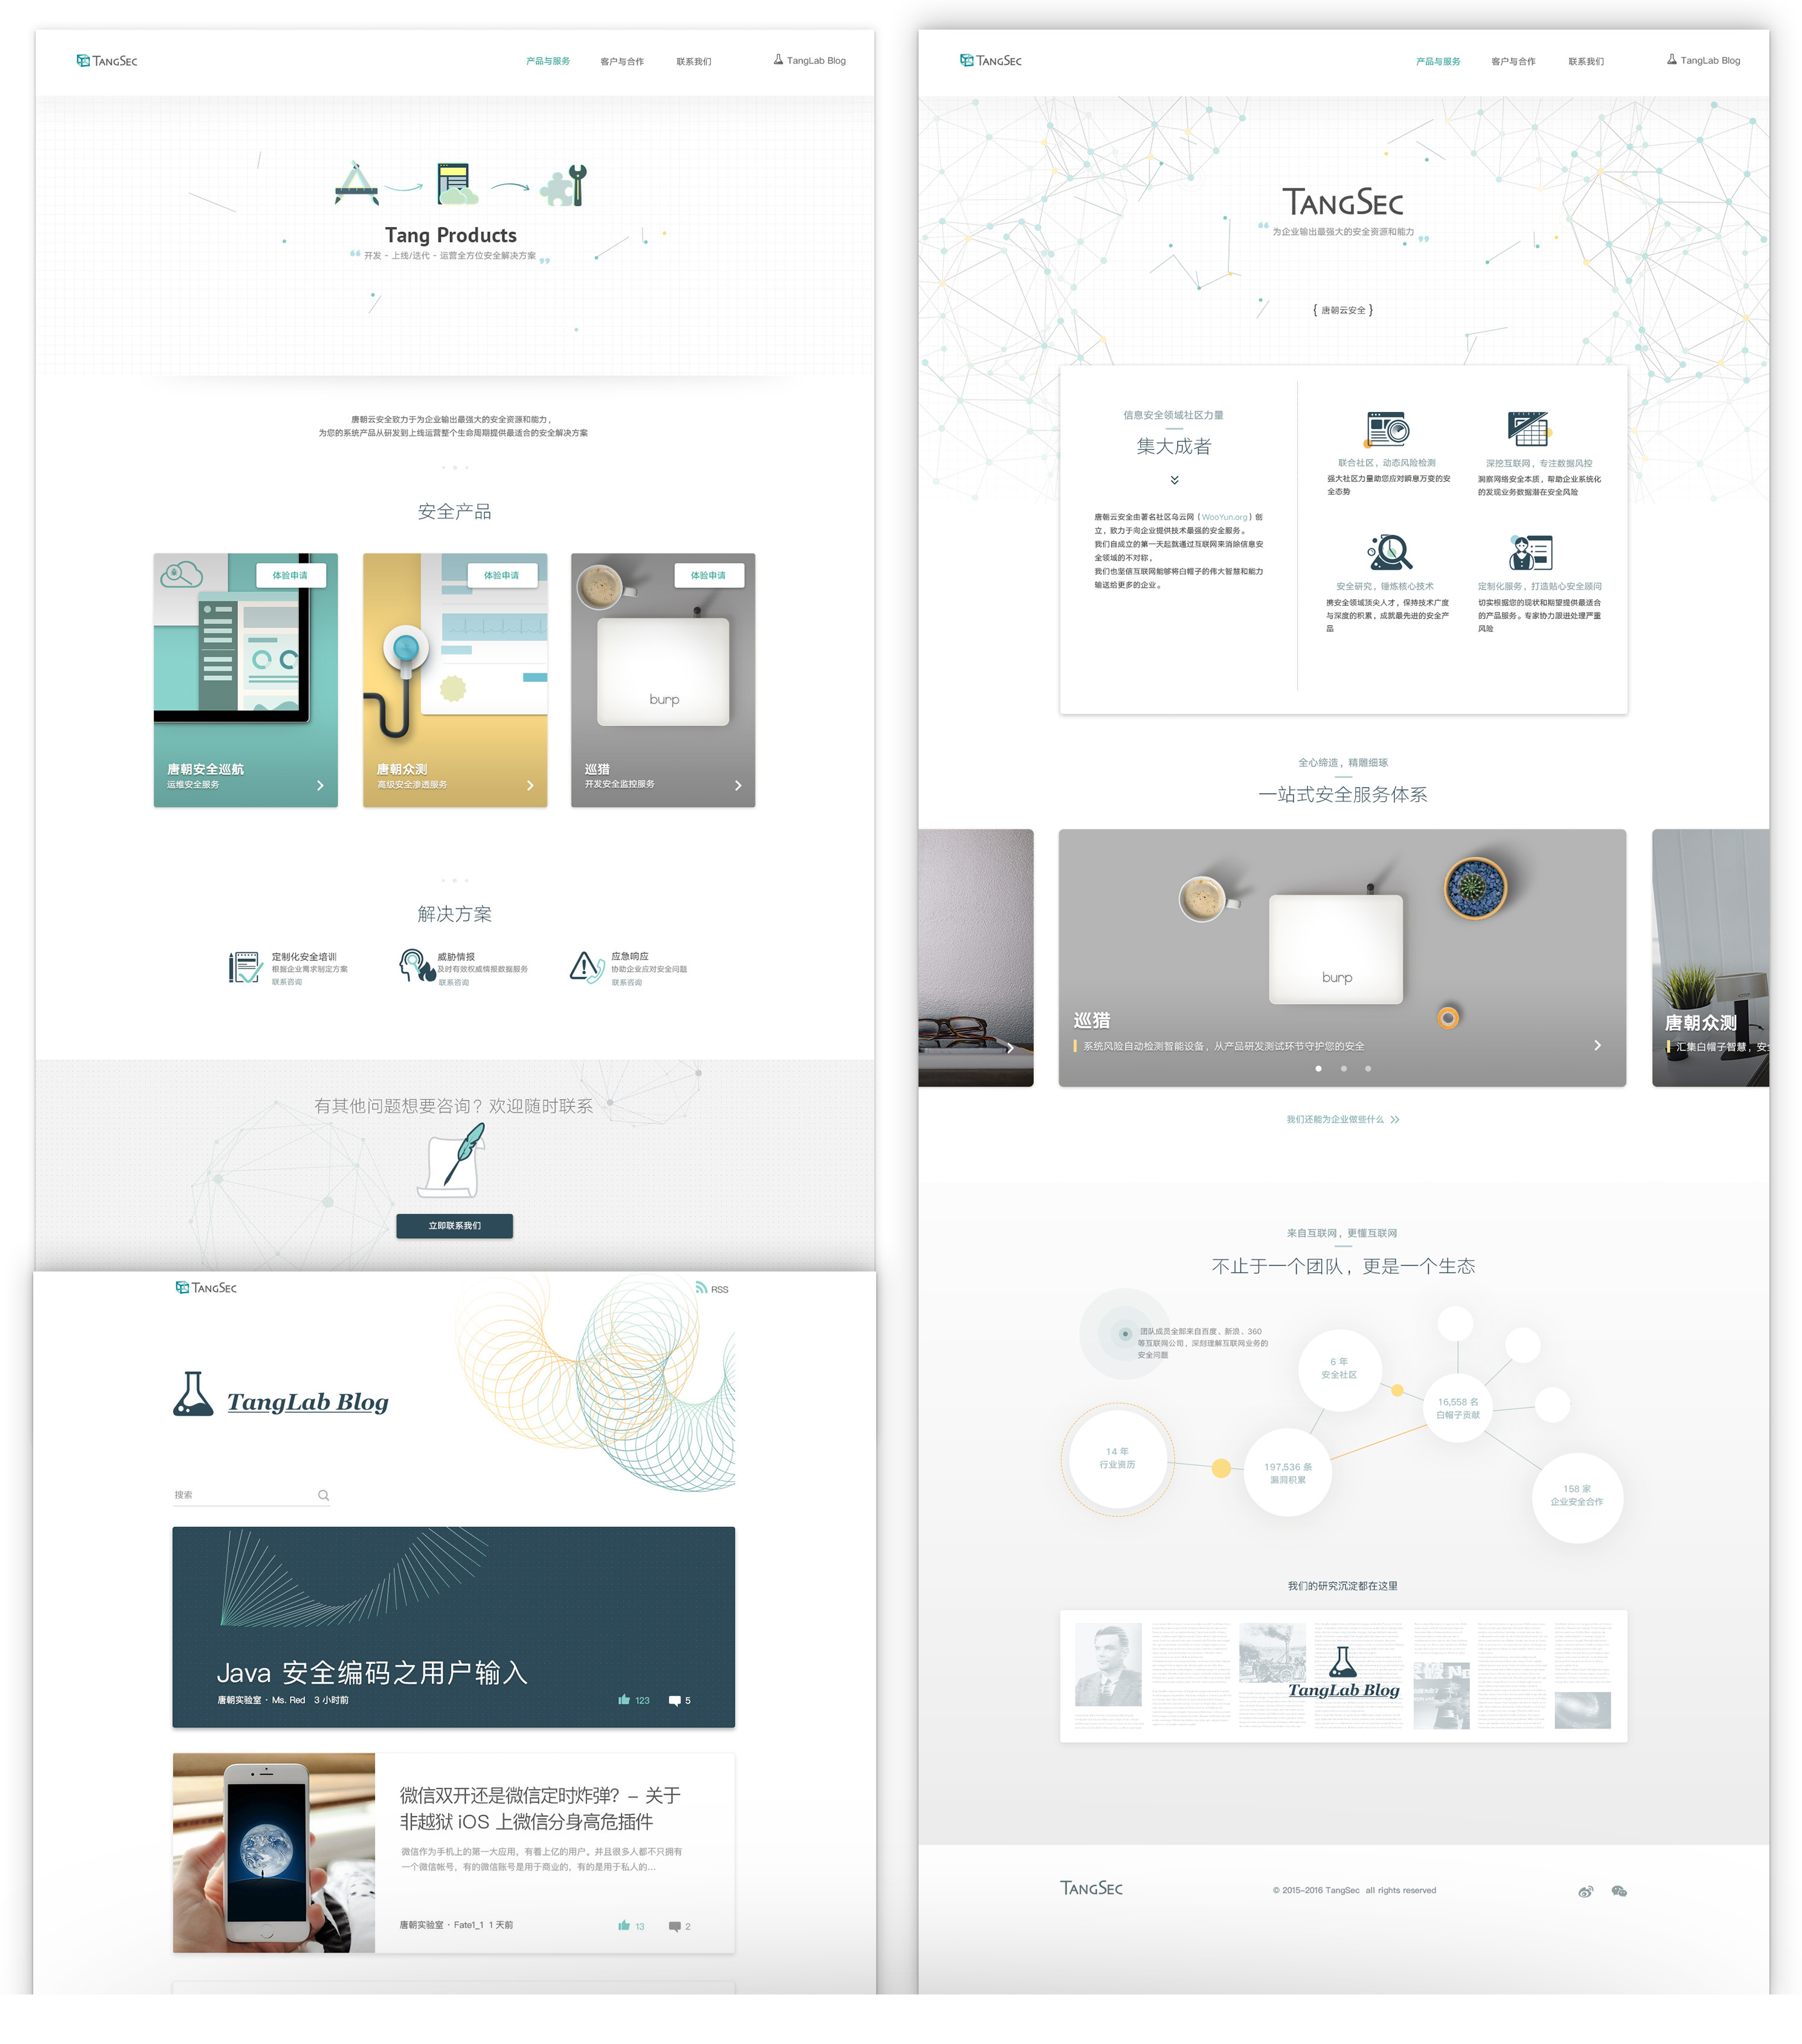 TANGSEC
产品与服务
客户与合作
联系我们
TangLab Blog
Tang Products
“ 开发 - 上线/迭代 - 运营全方位安全解决方案 ”
唐朝云安全致力于为企业输出最强大的安全资源和能力，
为您的系统产品从研发到上线运营整个生命周期提供最适合的安全解决方案
安全产品
体验申请
唐朝安全巡航
运维安全服务
体验申请
唐朝众测
高级安全渗透服务
体验申请
burp
巡猎
开发安全监控服务
解决方案
定制化安全培训
根据企业需求制定方案
联系咨询
威胁情报
及时有效权威情报数据服务
联系咨询
应急响应
协助企业应对安全问题
联系咨询
有其他问题想要咨询？欢迎随时联系
立即联系我们
TANGSEC
RSS
TangLab Blog
搜索
Java 安全编码之用户输入
唐朝实验室 · Ms. Red 3 小时前
123
5
微信双开还是微信定时炸弹？- 关于
非越狱 iOS 上微信分身高危插件
微信作为手机上的第一大应用，有着上亿的用户。并且很多人都不只拥有
一个微信帐号，有的微信账号是用于商业的，有的是用于私人的...
唐朝实验室 · Fate1_1 1 天前
13
2
TANGSEC
产品与服务
客户与合作
联系我们
TangLab Blog
TANGSEC
“ 为企业输出最强大的安全资源和能力 ”
{ 唐朝云安全 }
信息安全领域社区力量
集大成者
唐朝云安全由著名社区乌云网（WooYun.org）创
立，致力于向企业提供技术最强的安全服务。
我们自成立的第一天起就通过互联网来消除信息安
全领域的不对称，
我们也坚信互联网能够将白帽子的伟大智慧和能力
输送给更多的企业。
联合社区，动态风险检测
强大社区力量助您应对瞬息万变的安
全态势
深挖互联网，专注数据风控
洞察网络安全本质，帮助企业系统化
的发现业务数据潜在安全风险
安全研究，锤炼核心技术
携安全领域顶尖人才，保持技术广度
与深度的积累，成就最先进的安全产
品
定制化服务，打造贴心安全顾问
切实根据您的现状和期望提供最适合
的产品服务。专家协力跟进处理严重
风险
全心缔造，精雕细琢
一站式安全服务体系
burp
巡猎
系统风险自动检测智能设备，从产品研发测试环节守护您的安全
唐朝众测
汇集白帽子智慧，安
我们还能为企业做些什么
来自互联网，更懂互联网
不止于一个团队，更是一个生态
团队成员全部来自百度、新浪、360
等互联网公司，深刻理解互联网业务的
安全问题
6 年
安全社区
16,558 名
白帽子贡献
14 年
行业资历
197,536 条
漏洞积累
158 家
企业安全合作
我们的研究沉淀都在这里
TangLab Blog
TANGSEC
© 2015-2016 TangSec all rights reserved